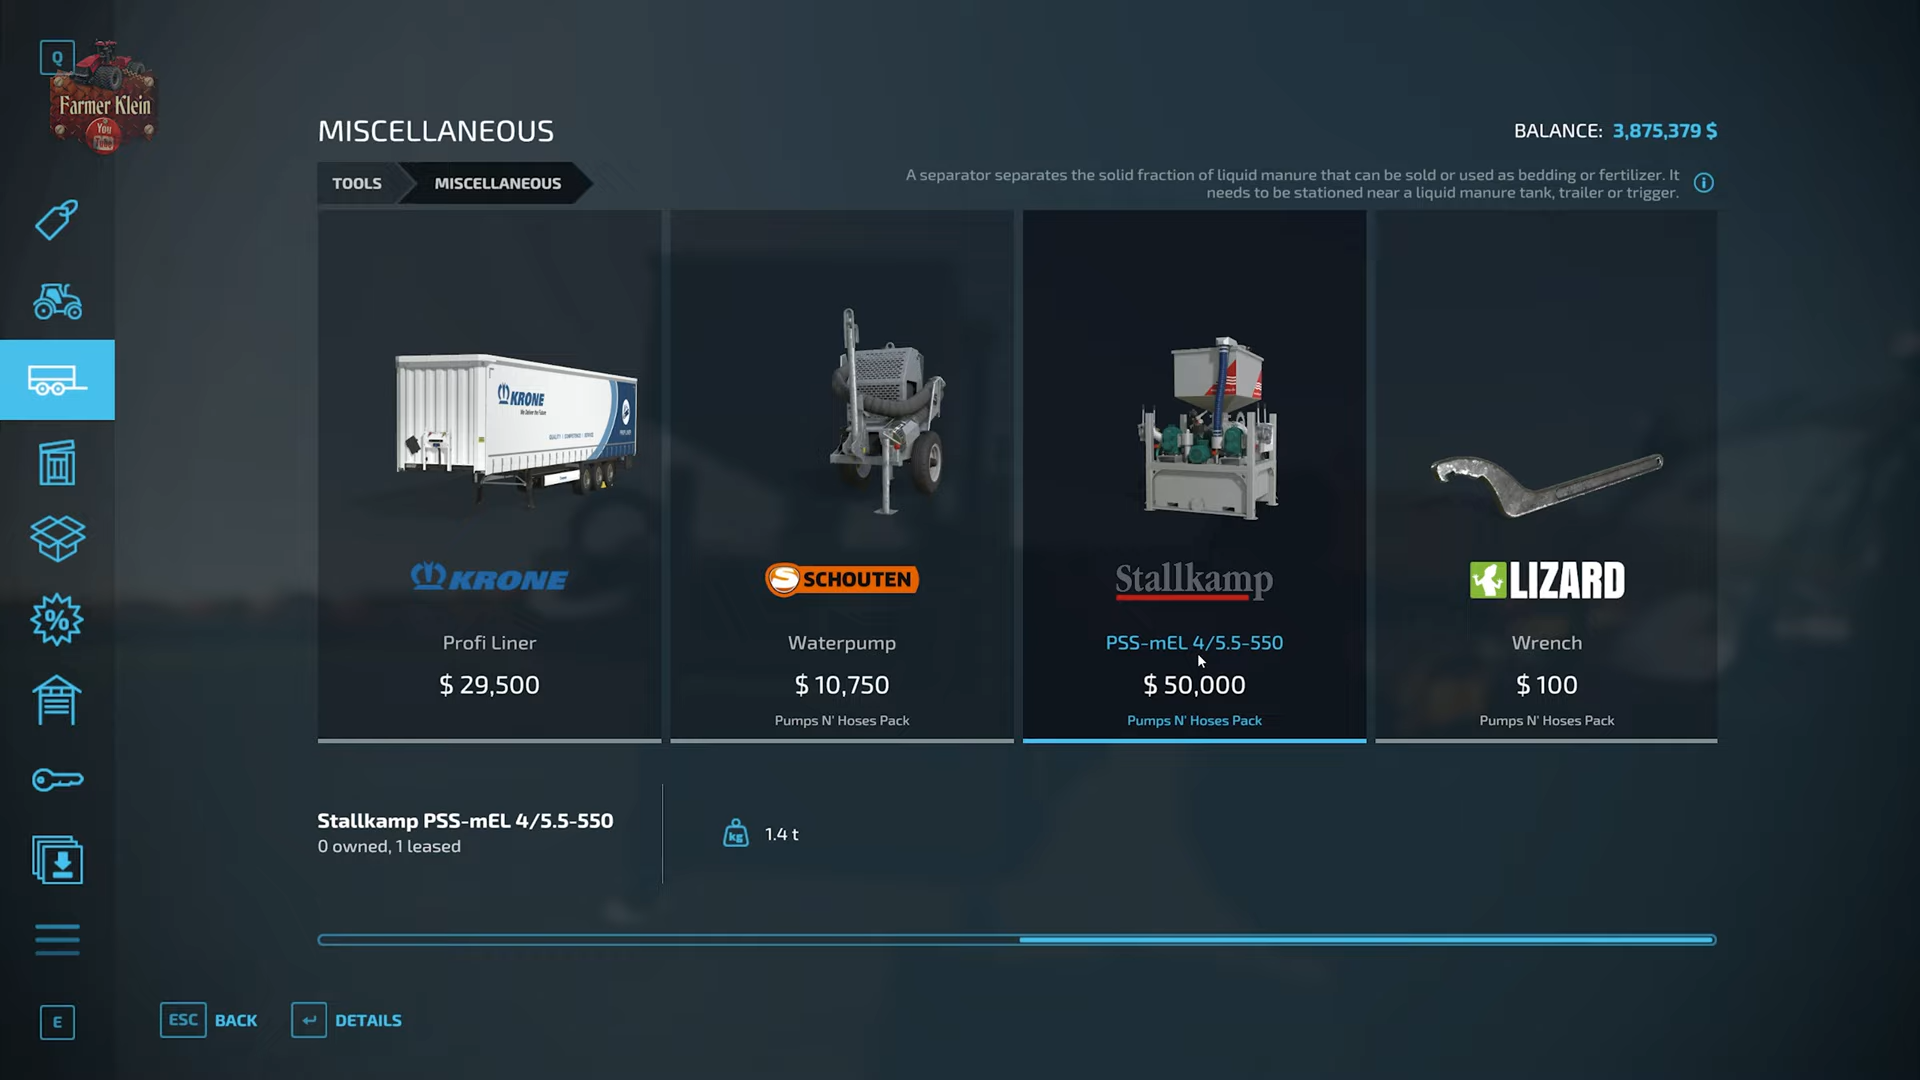 Q
Farmer Klein
You
Tube
MISCELLANEOUS
BALANCE: 3,875,379 $
TOOLS
MISCELLANEOUS
A separator separates the solid fraction of liquid manure that can be sold or used as bedding or fertilizer. It
needs to be stationed near a liquid manure tank, trailer or trigger.
KRONE
KRONE
Profi Liner
$ 29,500
SCHOUTEN
Waterpump
$ 10,750
Pumps N' Hoses Pack
Stallkamp
PSS-mEL 4/5.5-550
$ 50,000
Pumps N' Hoses Pack
LIZARD
Wrench
$ 100
Pumps N' Hoses Pack
%
Stallkamp PSS-mEL 4/5.5-550
0 owned, 1 leased
kg
1.4 t
E
ESC BACK
DETAILS